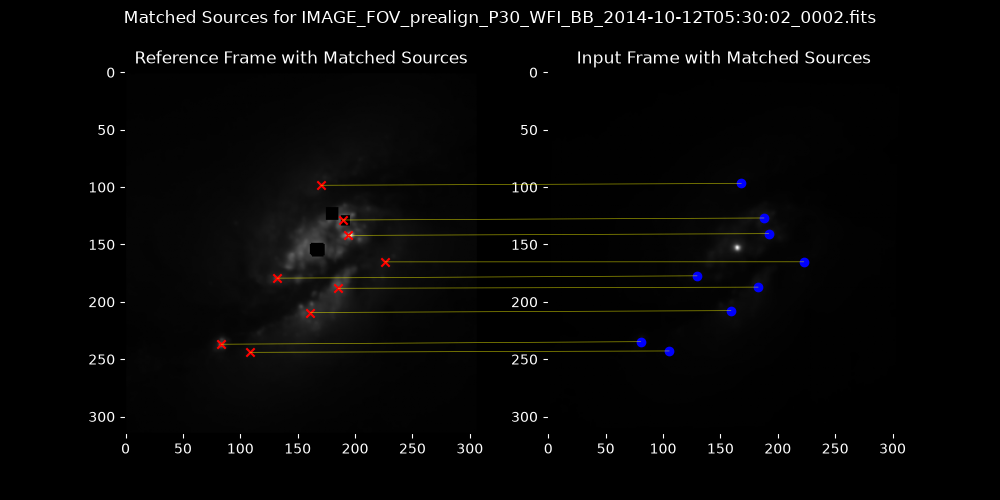 Matched Sources for IMAGE_FOV_prealign_P30_WFI_BB_2014-10-12T05:30:02_0002.fits
Reference Frame with Matched Sources
0
50
100
150
200
250
300
0 50 100 150 200 250 300
Input Frame with Matched Sources
0
50
100
150
200
250
300
0 50 100 150 200 250 300